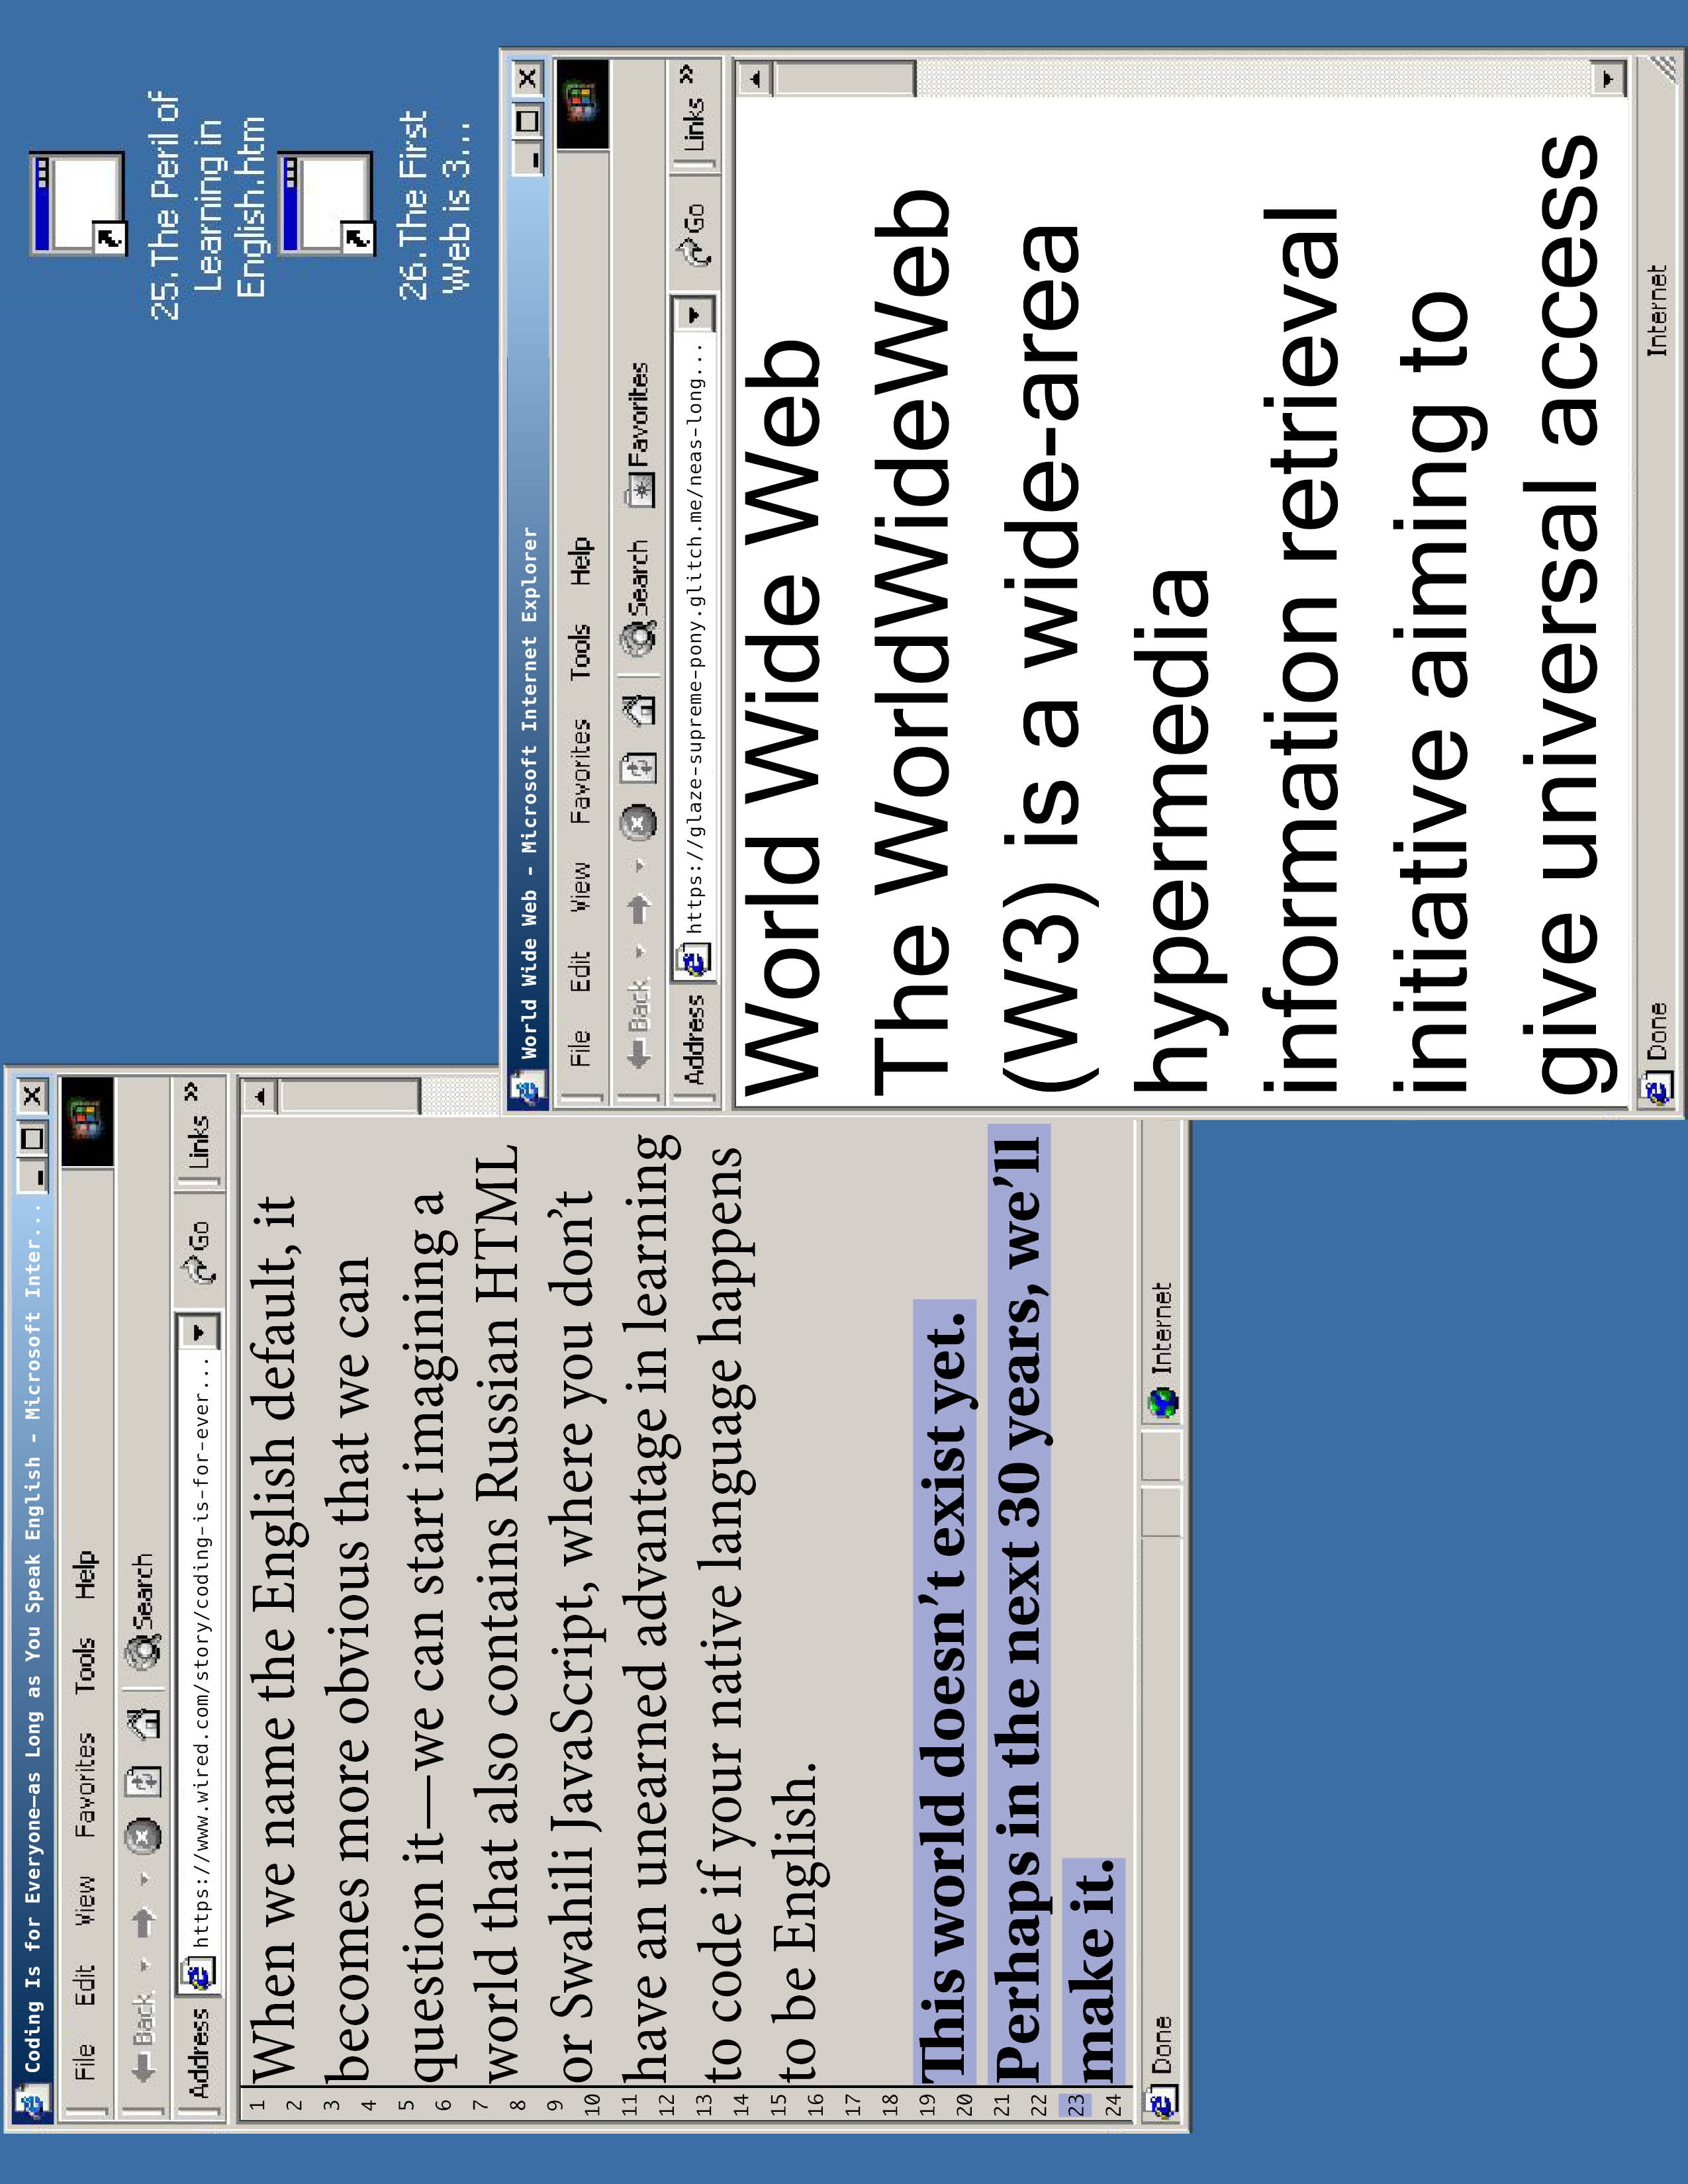 Coding Is for Everyone—as Long as You Speak English - Microsoft Inter...
File Edit View Favorites Tools Help
Back Search
Address https://www.wired.com/story/coding-is-for-ever... Go Links »
1
2
3
4
5
6
7
8
9
10
11
12
13
14
15
16
17
18
19
20
21
22
23
24
When we name the English default, it
becomes more obvious that we can
question it—we can start imagining a
world that also contains Russian HTML
or Swahili JavaScript, where you don’t
have an unearned advantage in learning
to code if your native language happens
to be English.
This world doesn’t exist yet.
Perhaps in the next 30 years, we’ll
make it.
Done Internet
25.The Peril of
Learning in
English.htm
26.The First
Web is 3...
World Wide Web - Microsoft Internet Explorer
File Edit View Favorites Tools Help
Back Search Favorites
Address https://glaze-supreme-pony.glitch.me/neas-long... Go Links »
World Wide Web
The WorldWideWeb
(W3) is a wide-area
hypermedia
information retrieval
initiative aiming to
give universal access
Done Internet